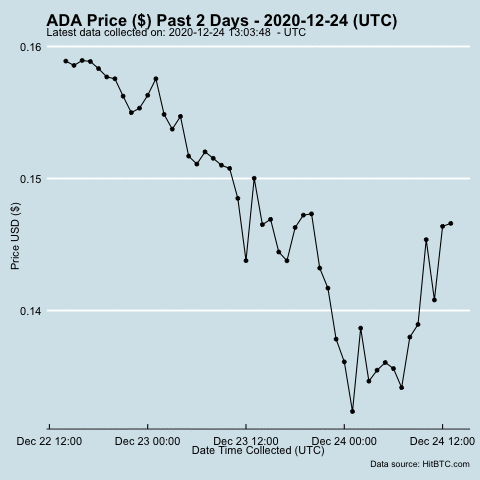 ADA Price ($) Past 2 Days - 2020-12-24 (UTC)
Latest data collected on: 2020-12-24 13:03:48 - UTC
0.16
0.15
0.14
Price USD ($)
Dec 22 12:00 Dec 23 00:00 Dec 23 12:00 Dec 24 00:00 Dec 24 12:00
Date Time Collected (UTC)
Data source: HitBTC.com